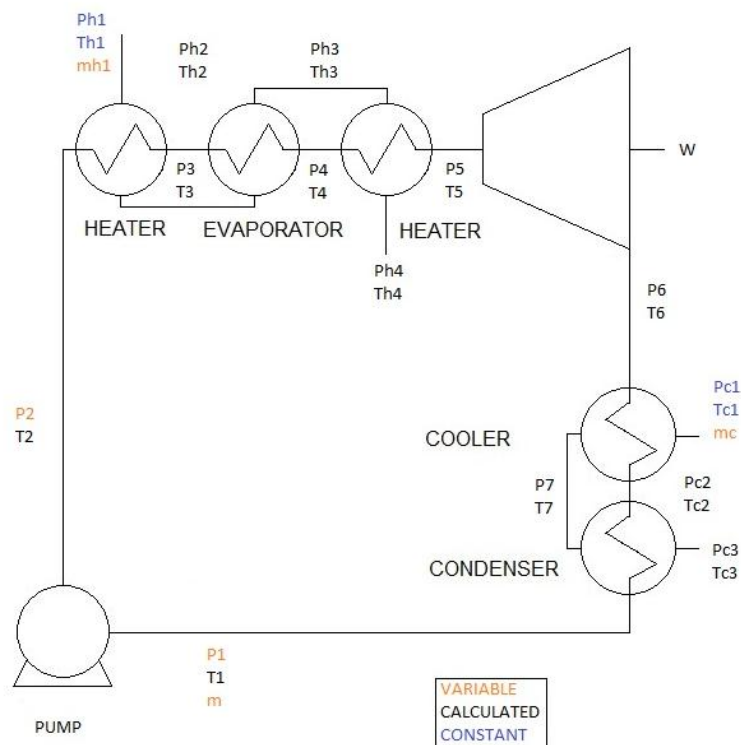 Ph1
Th1
mh1
Ph2
Th2
Ph3
Th3
P3
T3
P4
T4
P5
T5
W
HEATER
EVAPORATOR
HEATER
Ph4
Th4
P6
T6
Pc1
Tc1
mc
P2
T2
COOLER
P7
T7
Pc2
Tc2
CONDENSER
Pc3
Tc3
P1
T1
m
PUMP
VARIABLE
CALCULATED
CONSTANT